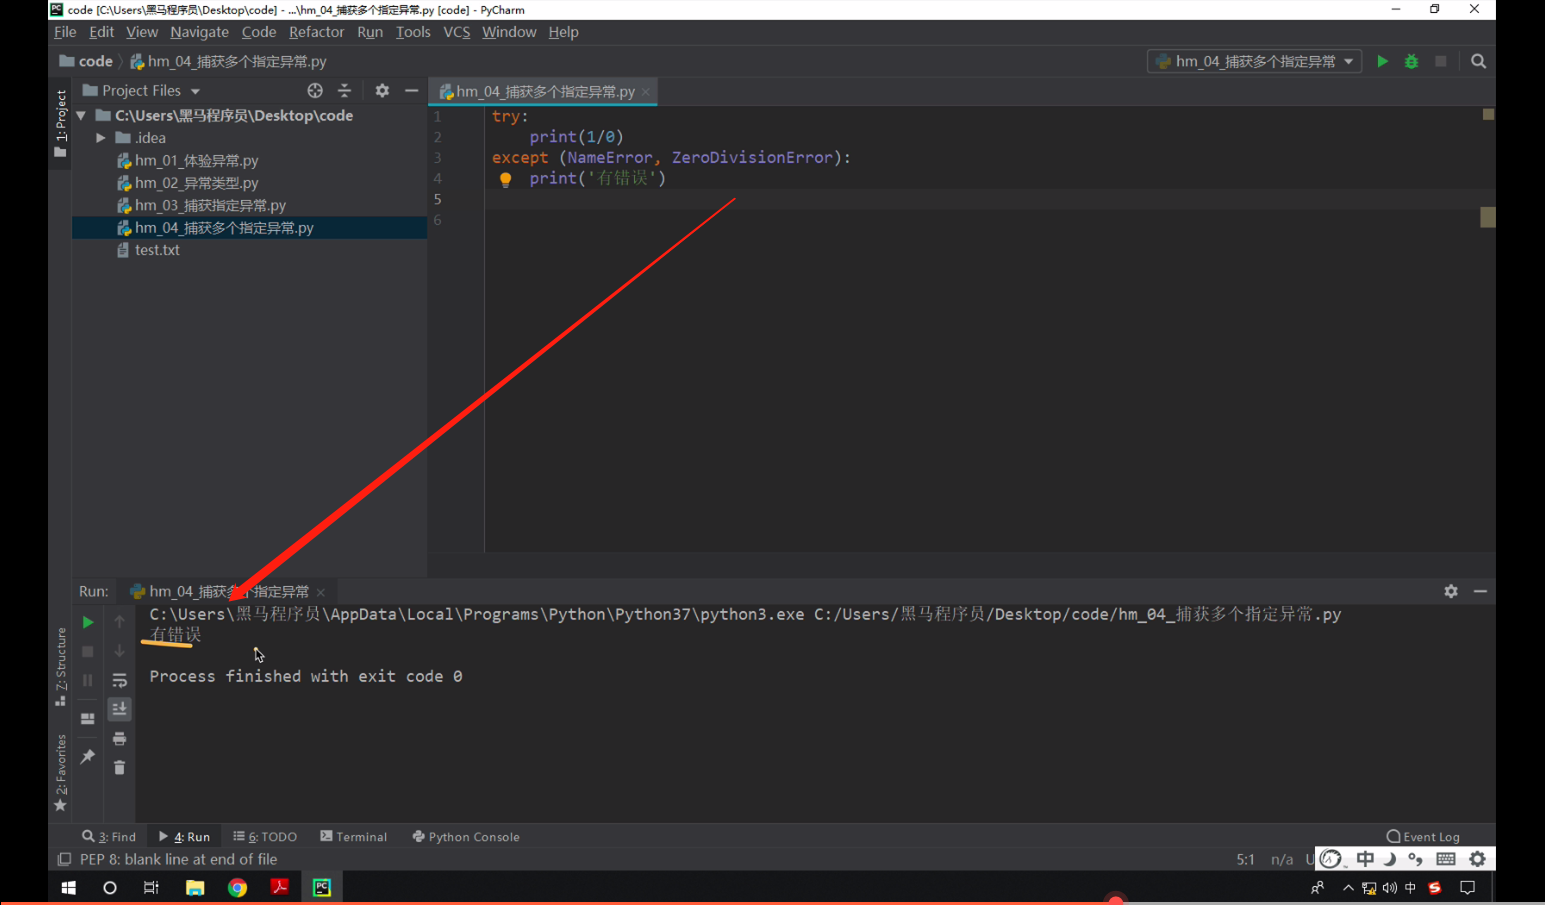 code [C:\Users\黑马程序员\Desktop\code] - ...\hm_04_捕获多个指定异常.py [code] - PyCharm
File Edit View Navigate Code Refactor Run Tools VCS Window Help
code hm_04_捕获多个指定异常.py
hm_04_捕获多个指定异常
1: Project
Project Files
hm_04_捕获多个指定异常.py
C:\Users\黑马程序员\Desktop\code
.idea
hm_01_体验异常.py
hm_02_异常类型.py
hm_03_捕获指定异常.py
hm_04_捕获多个指定异常.py
test.txt
1 try:
2 print(1/0)
3 except (NameError, ZeroDivisionError):
4 print('有错误')
5
6
Run: hm_04_捕获多个指定异常
C:\Users\黑马程序员\AppData\Local\Programs\Python\Python37\python3.exe C:/Users/黑马程序员/Desktop/code/hm_04_捕获多个指定异常.py
有错误
Process finished with exit code 0
Z: Structure
2: Favorites
3: Find 4: Run 6: TODO Terminal Python Console Event Log
PEP 8: blank line at end of file
5:1 n/a U
中
中